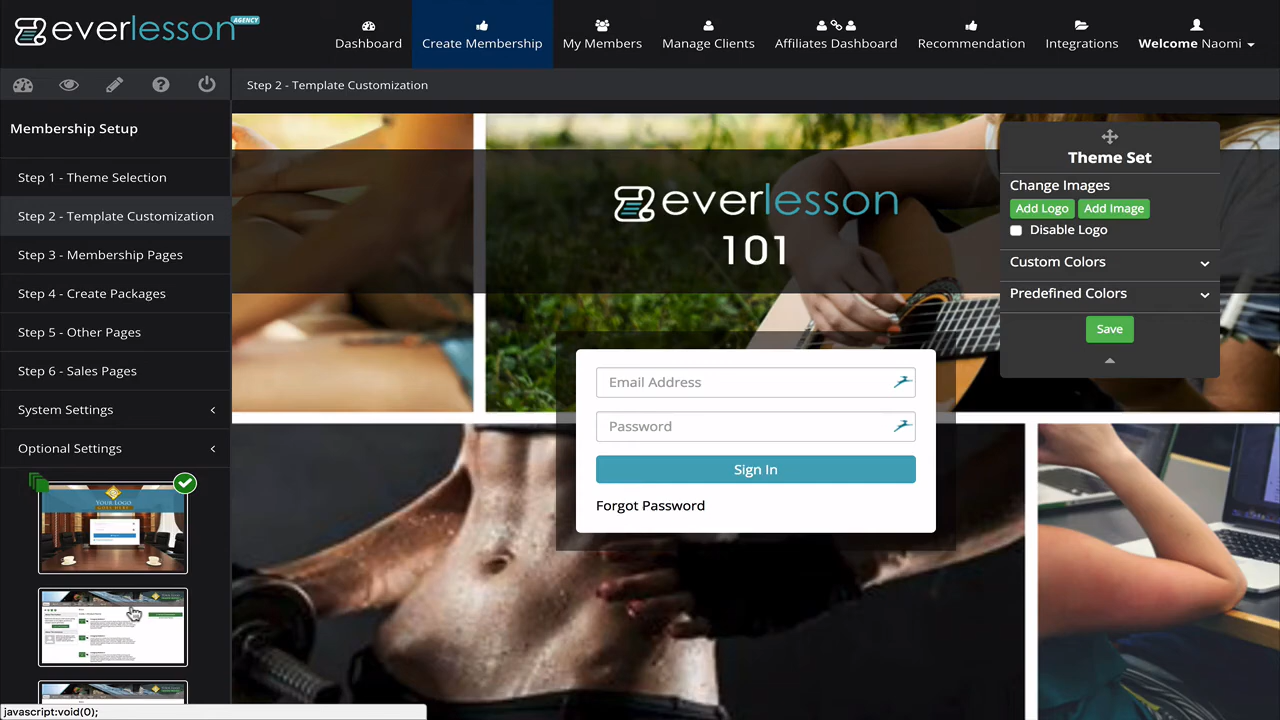 everlesson AGENCY
Dashboard
Create Membership
My Members
Manage Clients
Affiliates Dashboard
Recommendation
Integrations
Welcome Naomi
Step 2 - Template Customization
Membership Setup
Step 1 - Theme Selection
Step 2 - Template Customization
Step 3 - Membership Pages
Step 4 - Create Packages
Step 5 - Other Pages
Step 6 - Sales Pages
System Settings
Optional Settings
YOUR LOGO
GOES HERE
everlesson
101
Email Address
Password
Sign In
Forgot Password
Theme Set
Change Images
Add Logo Add Image
Disable Logo
Custom Colors
Predefined Colors
Save
javascript:void(0);